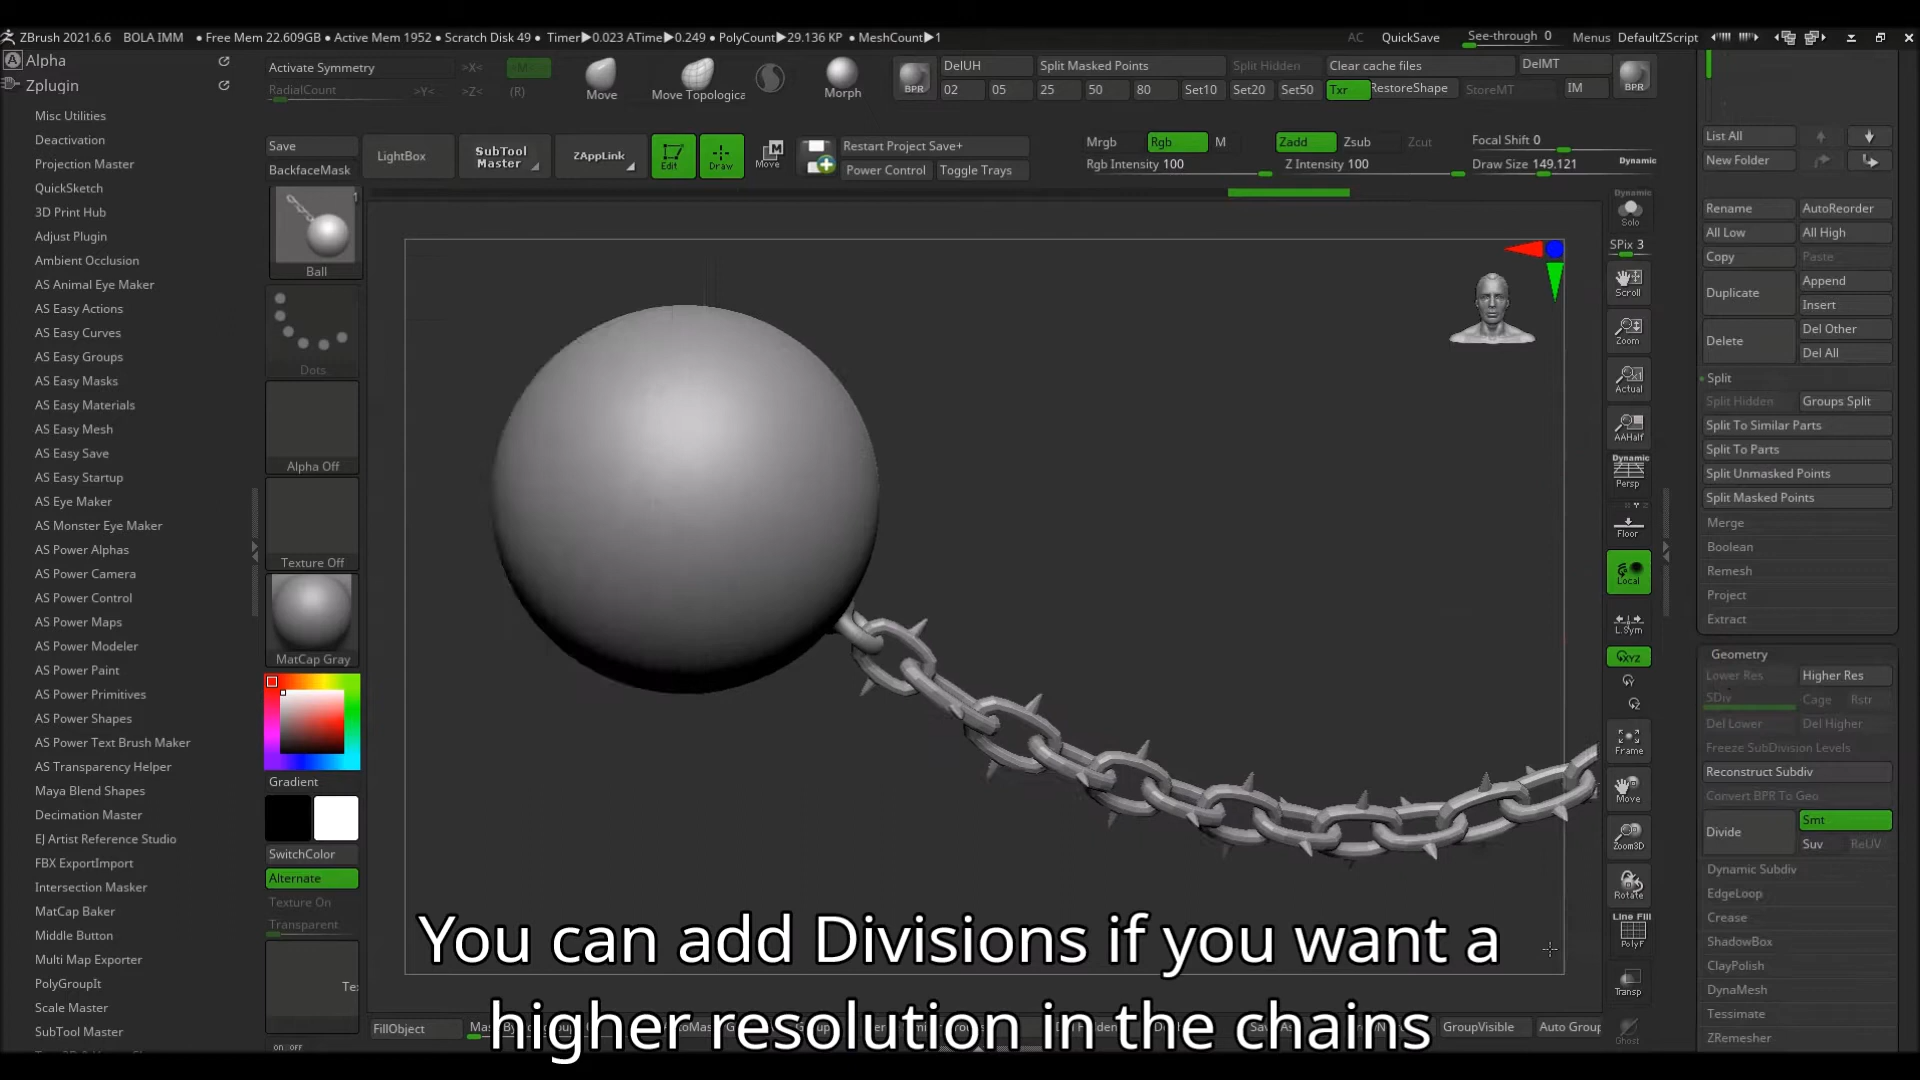 ZBrush 2021.6.6 BOLA IMM • Free Mem 22.609GB • Active Mem 1952 • Scratch Disk 49 • Timer▶0.023 ATime▶0.249 • PolyCount▶29.136 KP • MeshCount▶1
AC QuickSave See-through 0 Menus DefaultZScript
Alpha
Zplugin
Misc Utilities
Deactivation
Projection Master
QuickSketch
3D Print Hub
Adjust Plugin
Ambient Occlusion
AS Animal Eye Maker
AS Easy Actions
AS Easy Curves
AS Easy Groups
AS Easy Masks
AS Easy Materials
AS Easy Mesh
AS Easy Save
AS Easy Startup
AS Eye Maker
AS Monster Eye Maker
AS Power Alphas
AS Power Camera
AS Power Control
AS Power Maps
AS Power Modeler
AS Power Paint
AS Power Primitives
AS Power Shapes
AS Power Text Brush Maker
AS Transparency Helper
Maya Blend Shapes
Decimation Master
EJ Artist Reference Studio
FBX ExportImport
Intersection Masker
MatCap Baker
Middle Button
Multi Map Exporter
PolyGroupIt
Scale Master
SubTool Master
Activate Symmetry >X< >M<
RadialCount >Y< >Z< (R)
Move
Move Topologica
Morph
BPR
DelUH Split Masked Points Split Hidden Clear cache files DelMT
02 05 25 50 80 Set10 Set20 Set50 Txr RestoreShape StoreMT IM
BPR
Save
BackfaceMask
LightBox
SubTool
Master
ZAppLink
Edit
Draw
Move
Restart Project Save+
Power Control Toggle Trays
Mrgb Rgb M
Rgb Intensity 100
Zadd Zsub Zcut
Z Intensity 100
Focal Shift 0
Draw Size 149.121 Dynamic
1
Ball
Dots
Alpha Off
Texture Off
MatCap Gray
Gradient
SwitchColor
Alternate
Texture On
Transparent
Te
on off
Dynamic
Solo
SPix 3
Scroll
Zoom
Actual
AAHalf
Dynamic
Persp
Floor
Local
L.Sym
XYZ
Frame
Move
Zoom3D
Rotate
Line Fill
PolyF
Transp
Ghost
List All
New Folder
Rename AutoReorder
All Low All High
Copy Paste
Duplicate Append
Insert
Delete Del Other
Del All
Split
Split Hidden Groups Split
Split To Similar Parts
Split To Parts
Split Unmasked Points
Split Masked Points
Merge
Boolean
Remesh
Project
Extract
Geometry
Lower Res Higher Res
SDiv Cage Rstr
Del Lower Del Higher
Freeze SubDivision Levels
Reconstruct Subdiv
Convert BPR To Geo
Divide Smt
Suv ReUV
Dynamic Subdiv
EdgeLoop
Crease
ShadowBox
ClayPolish
DynaMesh
Tessimate
ZRemesher
FillObject
GroupVisible Auto Group
You can add Divisions if you want a
higher resolution in the chains